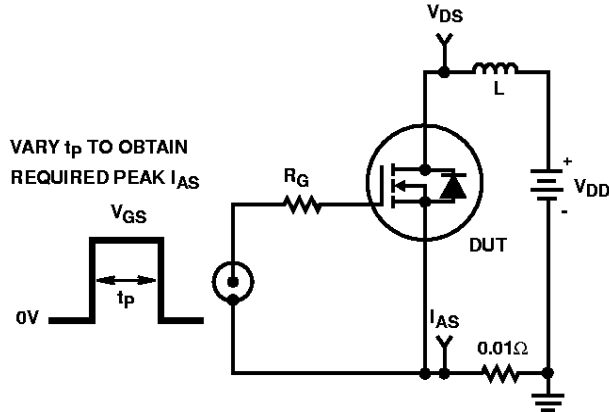 VDS
L
VARY tP TO OBTAIN
REQUIRED PEAK IAS
RG
+
VDD
-
VGS
DUT
tP
0V
IAS
0.01Ω